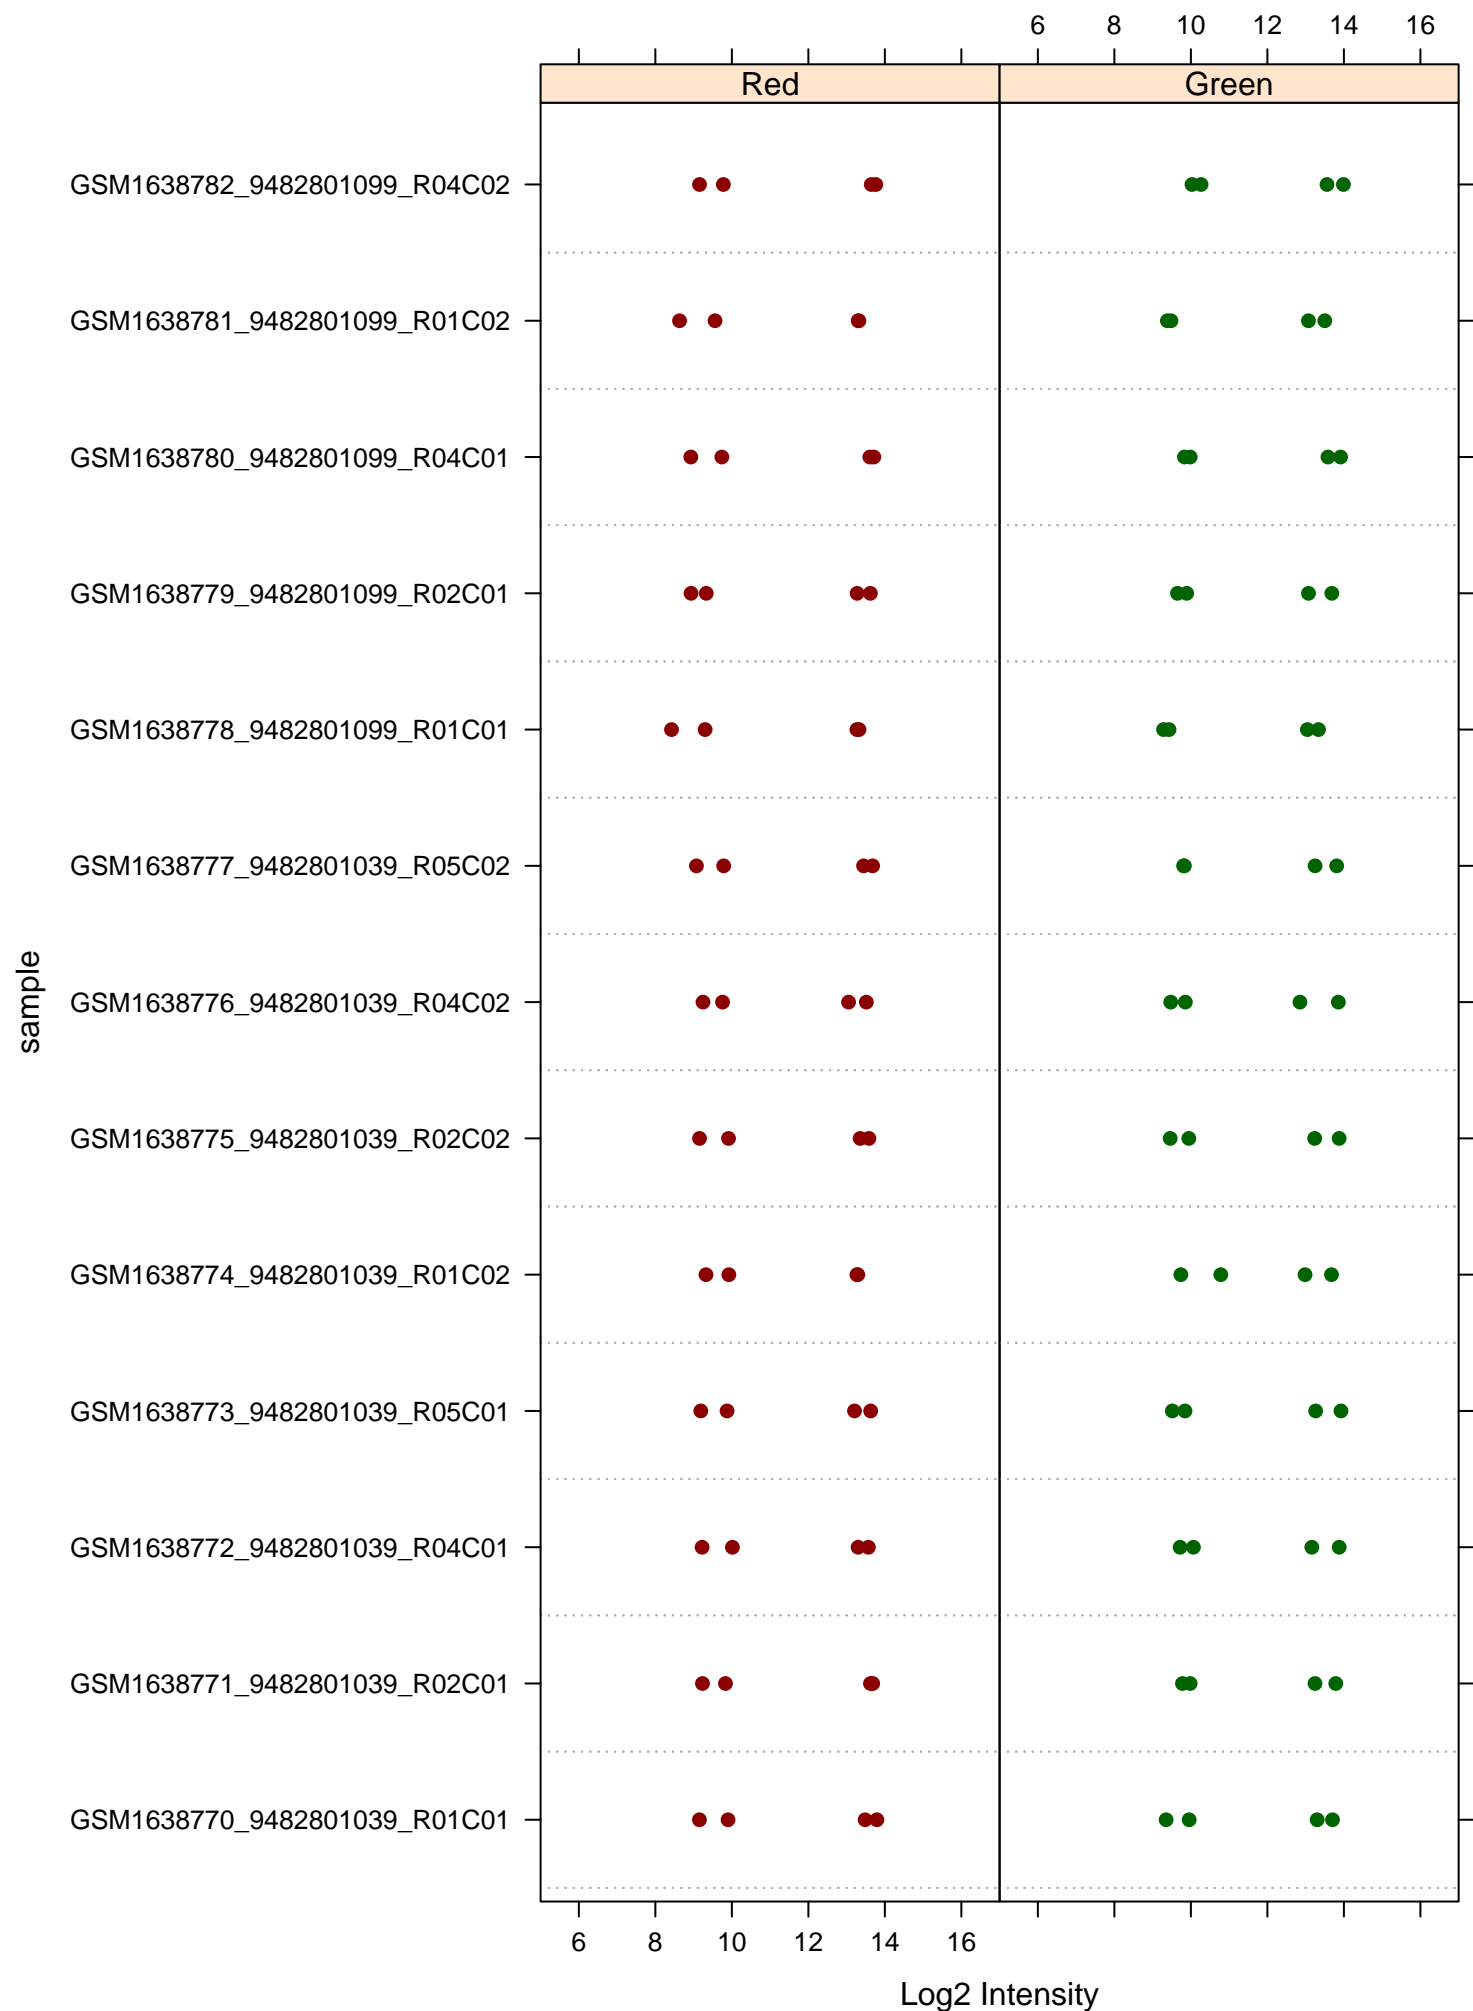 6 8 10 12 14 16
Red Green
GSM1638782_9482801099_R04C02
GSM1638781_9482801099_R01C02
GSM1638780_9482801099_R04C01
GSM1638779_9482801099_R02C01
GSM1638778_9482801099_R01C01
GSM1638777_9482801039_R05C02
GSM1638776_9482801039_R04C02
GSM1638775_9482801039_R02C02
GSM1638774_9482801039_R01C02
GSM1638773_9482801039_R05C01
GSM1638772_9482801039_R04C01
GSM1638771_9482801039_R02C01
GSM1638770_9482801039_R01C01
sample
6 8 10 12 14 16
Log2 Intensity